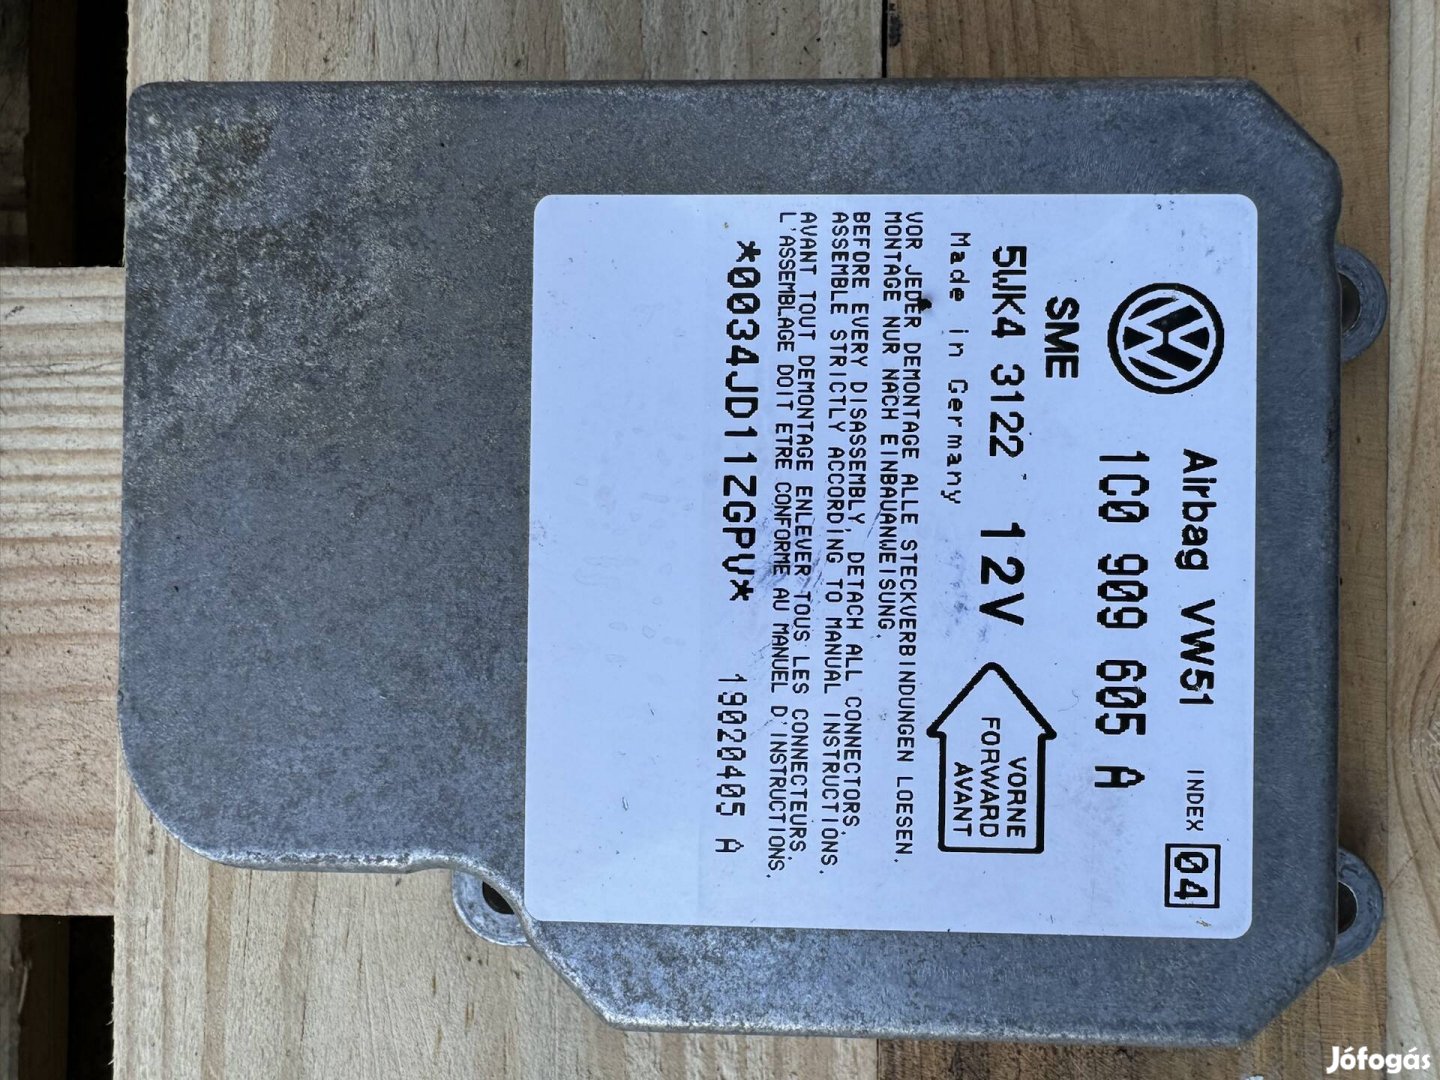 Airbag VW51 INDEX 04
1C0 909 605 A
SME
5WK4 3122 12V
VORNE
FORWARD
AVANT
Made in Germany
VOR JEDER DEMONTAGE ALLE STECKVERBINDUNGEN LOESEN,
MONTAGE NUR NACH EINBAUANWEISUNG.
BEFORE EVERY DISASSEMBLY, DETACH ALL CONNECTORS,
ASSEMBLE STRICTLY ACCORDING TO MANUAL INSTRUCTIONS.
AVANT TOUT DEMONTAGE ENLEVER TOUS LES CONNECTEURS,
L'ASSEMBLAGE DOIT ETRE CONFORME AU MANUEL D'INSTRUCTIONS.
*0034JD11ZGPV* 19020405 A
Jófogás